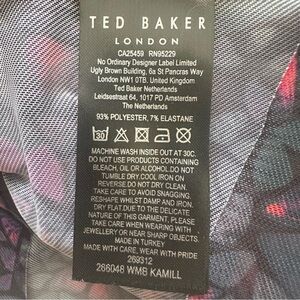 TED BAKER
LONDON
CA25459 RN95229
No Ordinary Designer Label Limited
Ugly Brown Building, 6a St Pancras Way
London NW1 0TB. United Kingdom
Ted Baker Netherlands
Leidsestraat 64, 1017 PD Amsterdam
The Netherlands
93% POLYESTER, 7% ELASTANE
30
MACHINE WASH INSIDE OUT AT 30C.
DO NOT USE PRODUCTS CONTAINING
BLEACH, OIL OR ALCOHOL.DO NOT
TUMBLE DRY.COOL IRON ON
REVERSE.DO NOT DRY CLEAN.
TAKE CARE TO AVOID SNAGGING.
RESHAPE WHILST DAMP AND IRON.
DRY FLAT.DUE TO THE DELICATE
NATURE OF THIS GARMENT. PLEASE
TAKE CARE WHEN WEARING WITH
JEWELLERY OR NEAR SHARP OBJECTS.
MADE IN TURKEY
MADE WITH CARE, WEAR WITH PRIDE
269312
266048 WMB KAMILL